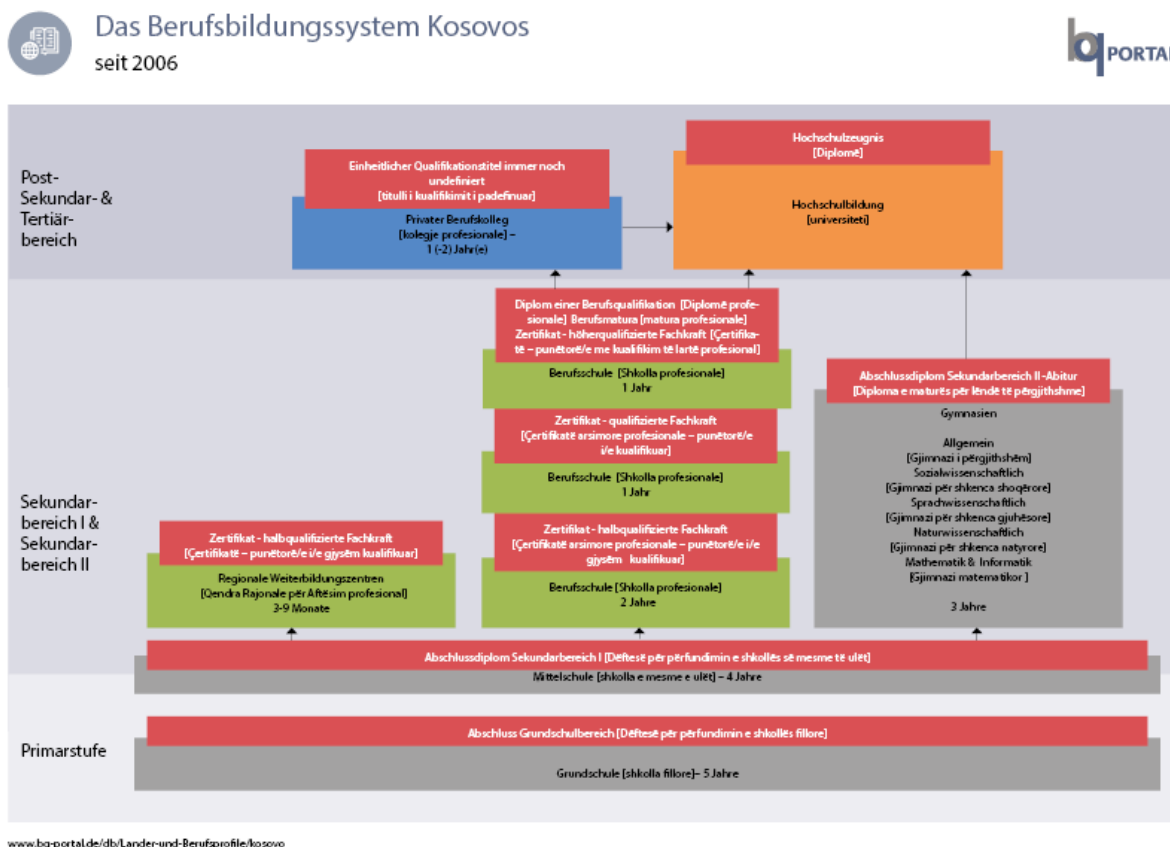 Das Berufsbildungssystem Kosovos
seit 2006
bq PORTAL
Post-
Sekundar- &
Tertiär-
bereich
Einheitlicher Qualifikationstitel immer noch
undefiniert
[titulli i kualifikimit i padefinuar]
Privater Berufskolleg
[kolegje profesionale] –
1 (-2) Jahr(e)
Hochschulzeugnis
[Diplomë]
Hochschulbildung
[universiteti]
Sekundar-
bereich I &
Sekundar-
bereich II
Diplom einer Berufsqualifikation [Diplomë profe-
sionale] Berufsmatura [matura profesionale]
Zertifikat - höherqualifizierte Fachkraft [Çertifika-
të – punëtorë/e me kualifikim të lartë profesional]
Berufsschule [Shkolla profesionale]
1 Jahr
Zertifikat - qualifizierte Fachkraft
[Çertifikatë arsimore profesionale – punëtorë/e
i/e kualifikuar]
Berufsschule [Shkolla profesionale]
1 Jahr
Zertifikat - halbqualifizierte Fachkraft
[Çertifikatë arsimore profesionale – punëtorë/e i/e
gjysëm kualifikuar]
Berufsschule [Shkolla profesionale]
2 Jahre
Zertifikat - halbqualifizierte Fachkraft
[Çertifikatë – punëtorë/e i/e gjysëm kualifikuar]
Regionale Weiterbildungszentren
[Qendra Rajonale për Aftësim profesional]
3-9 Monate
Abschlussdiplom Sekundarbereich II -Abitur
[Diploma e maturës për lëndë të përgjithshme]
Gymnasien
Allgemein
[Gjimnazi i përgjithshëm]
Sozialwissenschaftlich
[Gjimnazi për shkenca shoqërore]
Sprachwissenschaftlich
[Gjimnazi për shkenca gjuhësore]
Naturwissenschaftlich
[Gjimnazi për shkenca natyrore]
Mathematik & Informatik
[Gjimnazi matematikor ]
3 Jahre
Abschlussdiplom Sekundarbereich I [Dëftesë për përfundimin e shkollës së mesme të ulët]
Mittelschule [shkolla e mesme e ulët] – 4 Jahre
Primarstufe
Abschluss Grundschulbereich [Dëftesë për përfundimin e shkollës fillore]
Grundschule [shkolla fillore]– 5 Jahre
www.bq-portal.de/db/Lander-und-Berufsprofile/kosovo